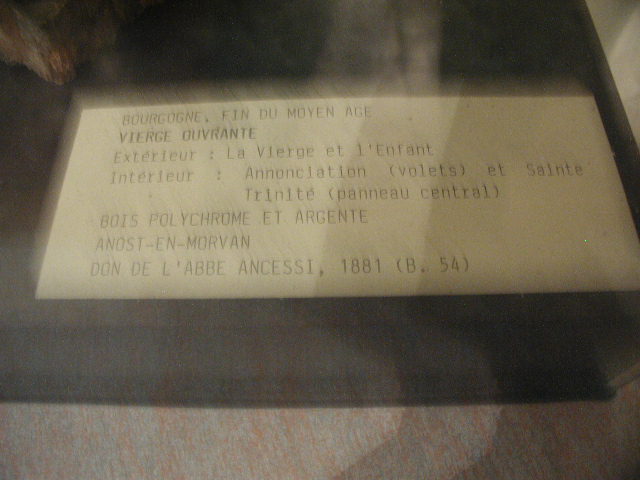 BOURGOGNE, FIN DU MOYEN AGE
VIERGE OUVRANTE
Extérieur : La Vierge et l'Enfant
Intérieur : Annonciation (volets) et Sainte
Trinité (panneau central)
BOIS POLYCHROME ET ARGENTE
ANOST-EN-MORVAN
DON DE L'ABBE ANCESSI, 1881 (B. 54)